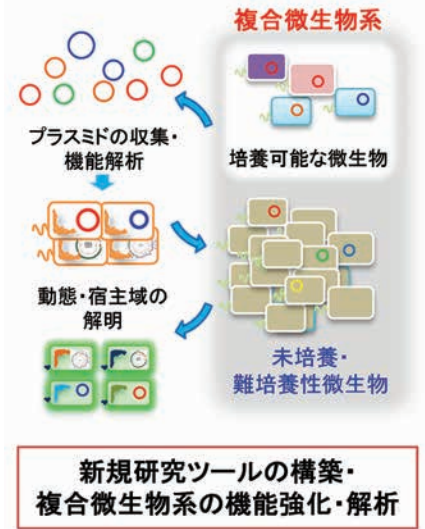 複合微生物系
培養可能な微生物
プラスミドの収集・
機能解析
動態・宿主域の
解明
未培養・
難培養性微生物
新規研究ツールの構築・
複合微生物系の機能強化・解析